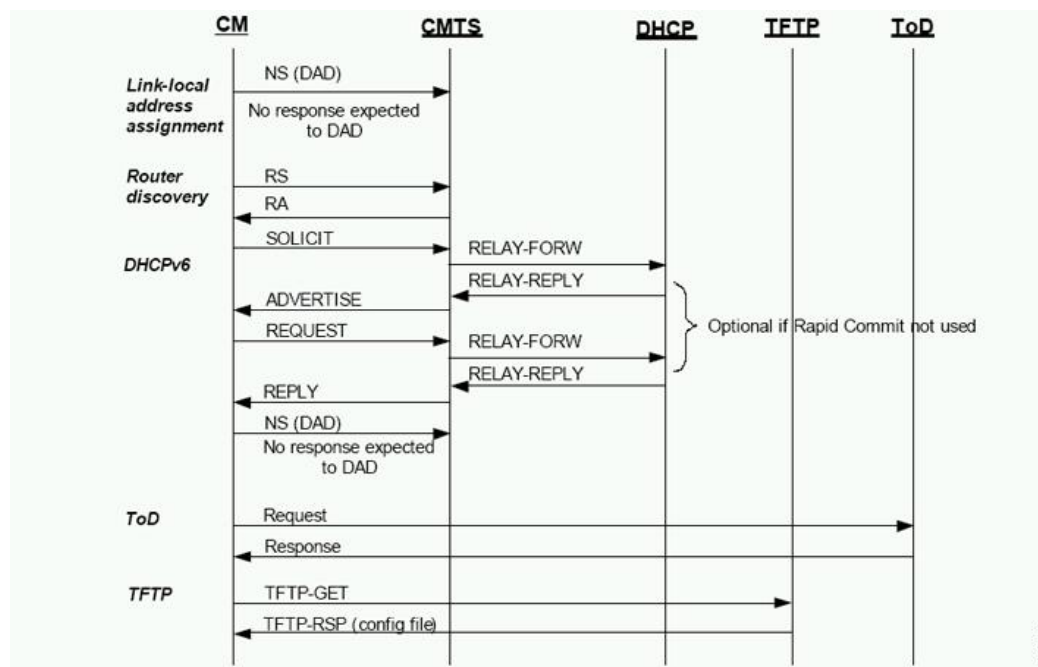 CM CMTS DHCP TFTP ToD
NS (DAD)
Link-local
address
assignment
No response expected
to DAD
Router
discovery
RS
RA
SOLICIT
RELAY-FORW
DHCPv6
RELAY-REPLY
ADVERTISE
Optional if Rapid Commit not used
REQUEST
RELAY-FORW
RELAY-REPLY
REPLY
NS (DAD)
No response expected
to DAD
ToD
Request
Response
TFTP
TFTP-GET
TFTP-RSP (config file)